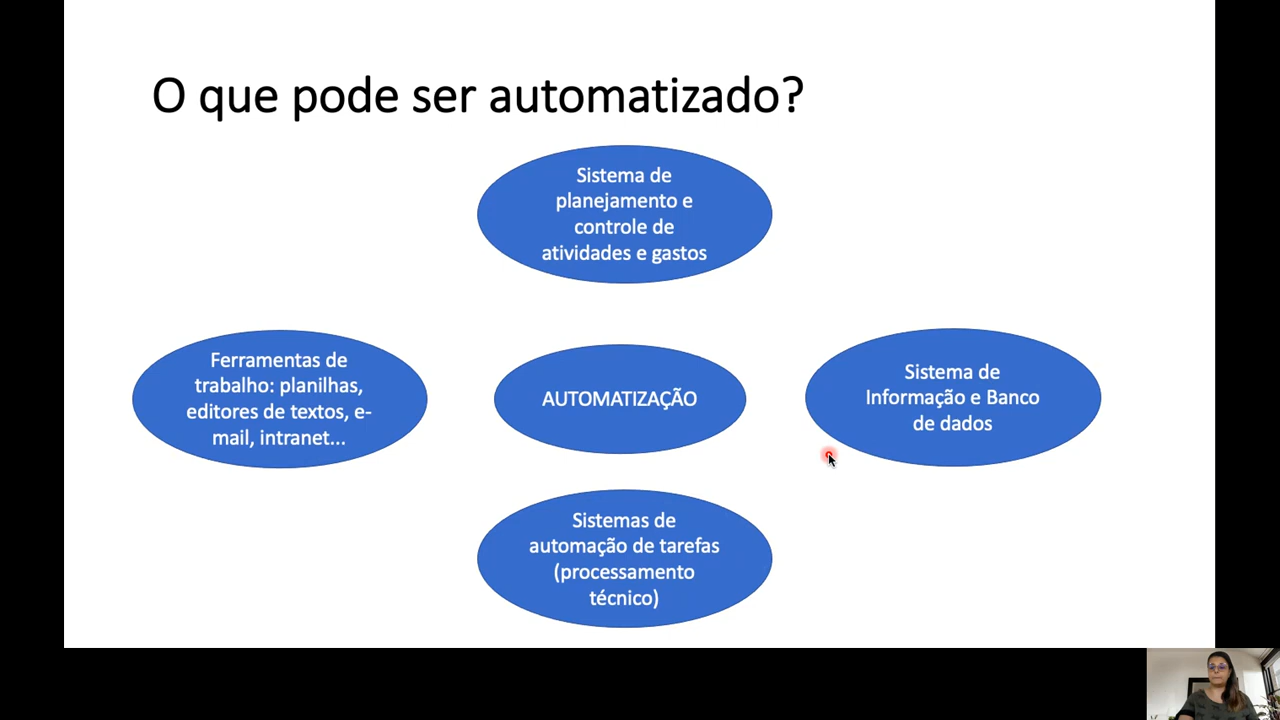 O que pode ser automatizado?
Sistema de
planejamento e
controle de
atividades e gastos
Ferramentas de
trabalho: planilhas,
editores de textos, e-
mail, intranet...
AUTOMATIZAÇÃO
Sistema de
Informação e Banco
de dados
Sistemas de
automação de tarefas
(processamento
técnico)